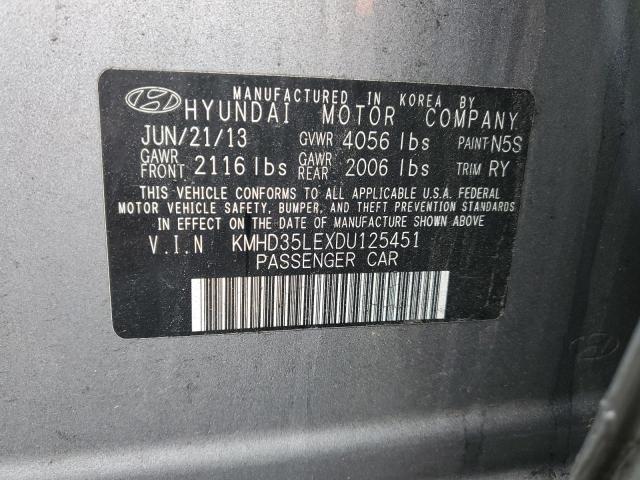 MANUFACTURED IN KOREA BY
HYUNDAI MOTOR COMPANY
JUN/21/13 GVWR 4056 lbs PAINT N5S
GAWR FRONT 2116 lbs GAWR REAR 2006 lbs TRIM RY
THIS VEHICLE CONFORMS TO ALL APPLICABLE U.S.A. FEDERAL
MOTOR VEHICLE SAFETY, BUMPER, AND THEFT PREVENTION STANDARDS
IN EFFECT ON THE DATE OF MANUFACTURE SHOWN ABOVE.
V.I.N KMHD35LEXDU125451
PASSENGER CAR